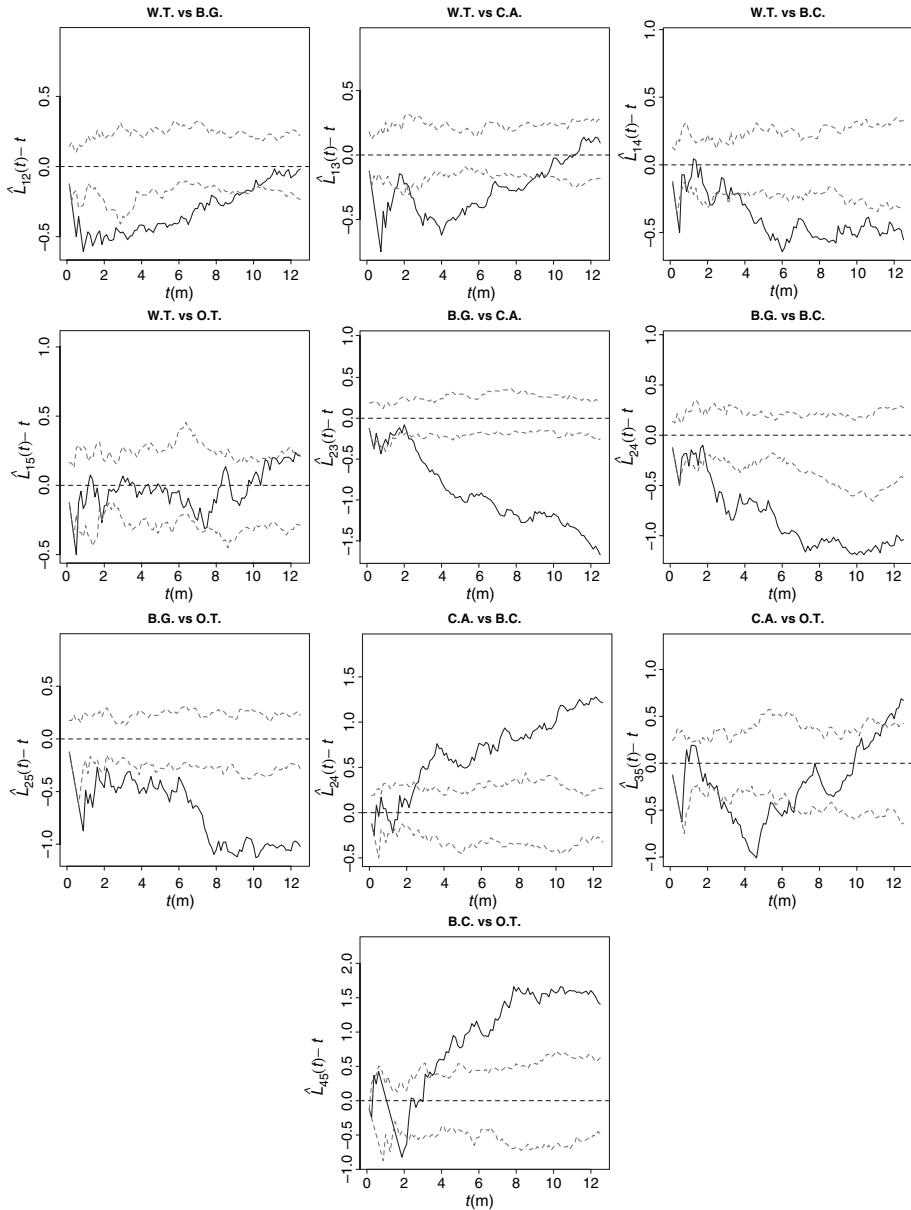 W.T. vs B.G.
L̂12(t)− t
−0.5 0.0 0.5
0 2 4 6 8 10 12
t(m)
W.T. vs C.A.
L̂13(t)− t
−0.5 0.0 0.5
0 2 4 6 8 10 12
t(m)
W.T. vs B.C.
L̂14(t)− t
−0.5 0.0 0.5 1.0
0 2 4 6 8 10 12
t(m)
W.T. vs O.T.
L̂15(t)− t
−0.5 0.0 0.5 1.0
0 2 4 6 8 10 12
t(m)
B.G. vs C.A.
L̂23(t)− t
−1.5 −1.0 −0.5 0.0 0.5 1.0
0 2 4 6 8 10 12
t(m)
B.G. vs B.C.
L̂24(t)− t
−1.0 −0.5 0.0 0.5 1.0
0 2 4 6 8 10 12
t(m)
B.G. vs O.T.
L̂25(t)− t
−1.0 −0.5 0.0 0.5
0 2 4 6 8 10 12
t(m)
C.A. vs B.C.
L̂24(t)− t
−0.5 0.0 0.5 1.0 1.5
0 2 4 6 8 10 12
t(m)
C.A. vs O.T.
L̂35(t)− t
−1.0 −0.5 0.0 0.5 1.0
0 2 4 6 8 10 12
t(m)
B.C. vs O.T.
L̂45(t)− t
−1.0 −0.5 0.0 0.5 1.0 1.5 2.0
0 2 4 6 8 10 12
t(m)